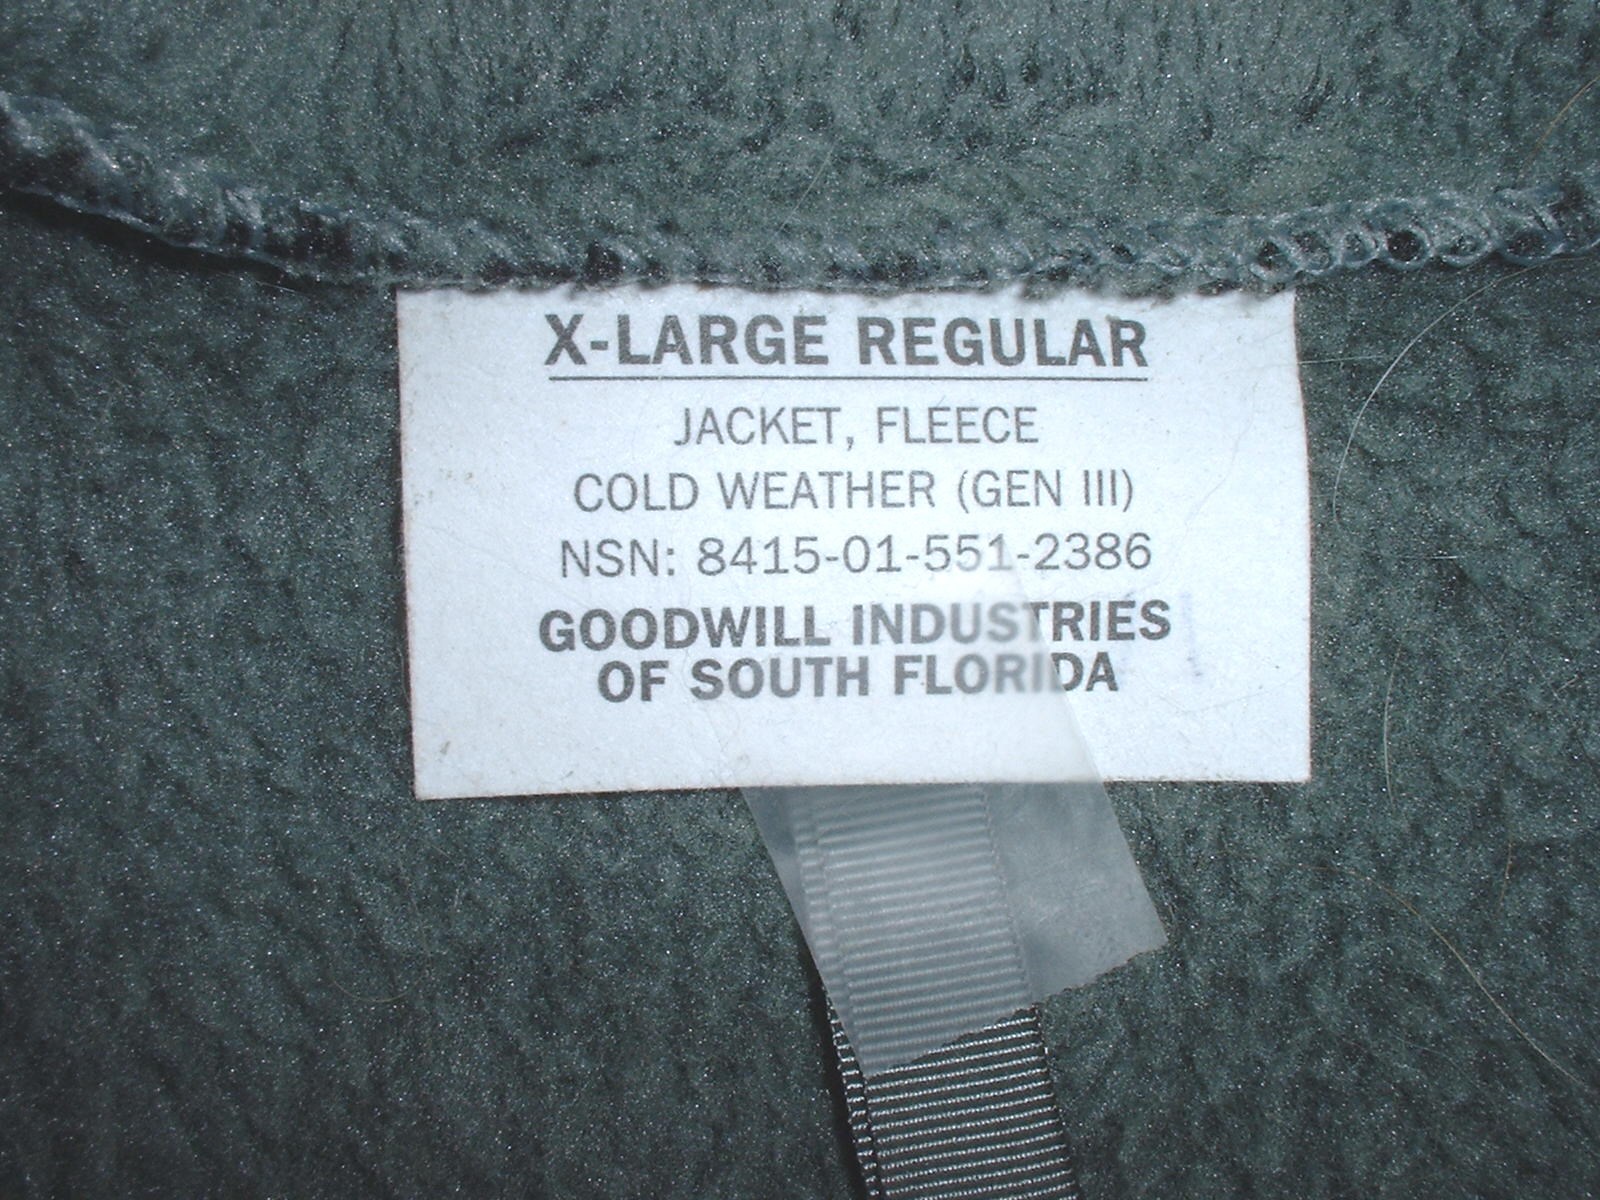 X-LARGE REGULAR
JACKET, FLEECE
COLD WEATHER (GEN III)
NSN: 8415-01-551-2386
GOODWILL INDUSTRIES
OF SOUTH FLORIDA